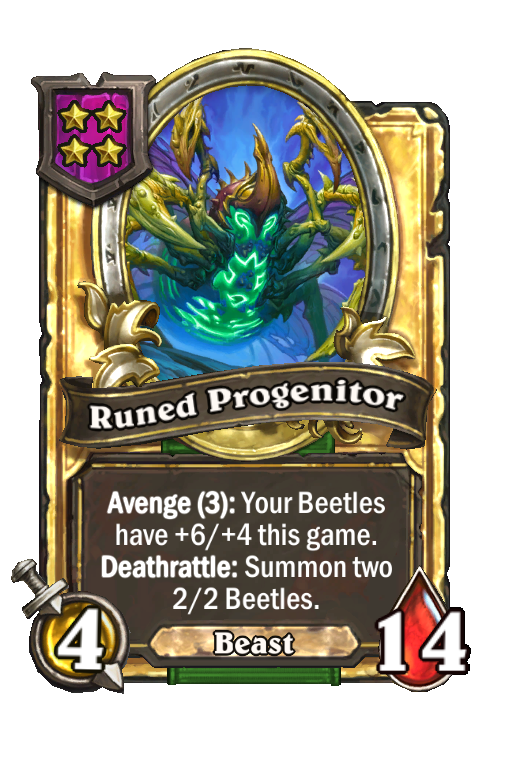 Runed Progenitor
Avenge (3): Your Beetles
have +6/+4 this game.
Deathrattle: Summon two
2/2 Beetles.
4
Beast
14